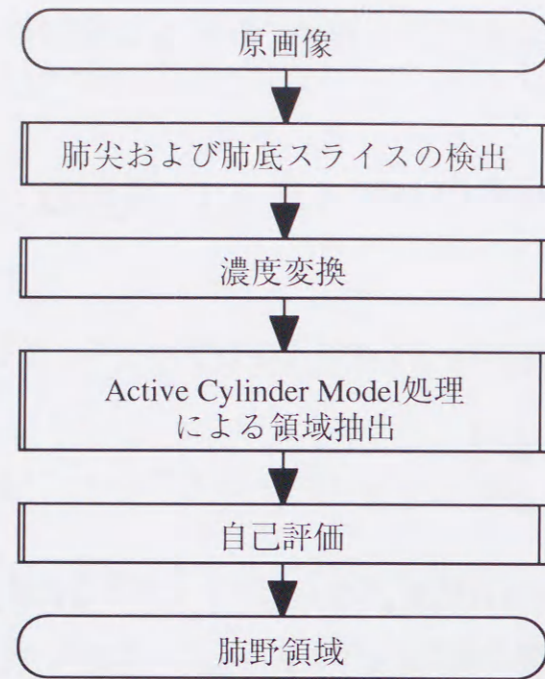 原画像
肺尖および肺底スライスの検出
濃度変換
Active Cylinder Model処理
による領域抽出
自己評価
肺野領域